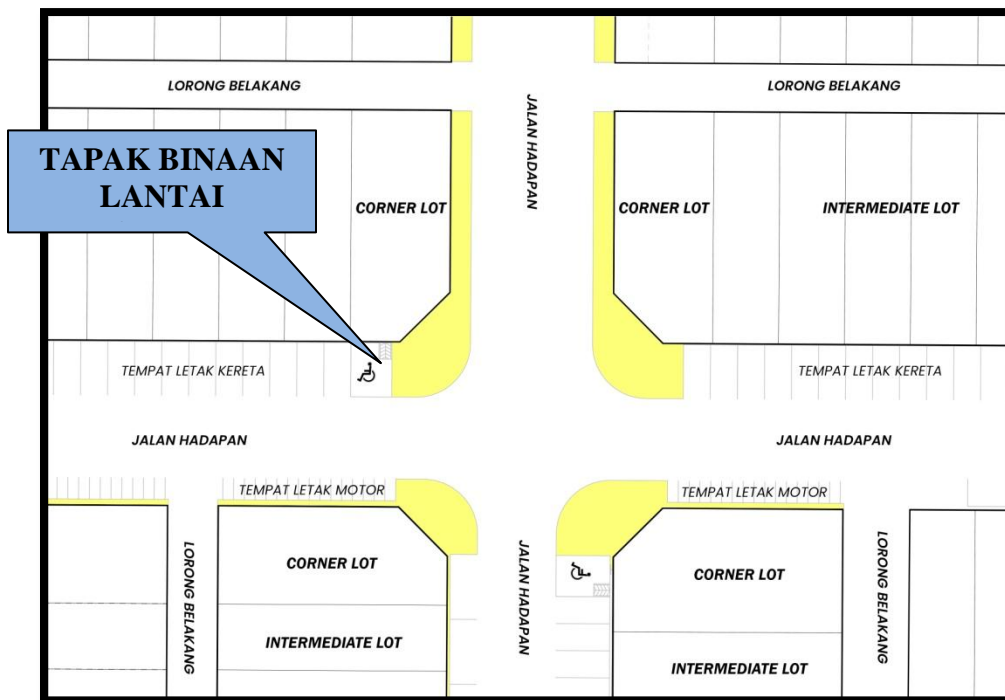 LORONG BELAKANG
LORONG BELAKANG
JALAN HADAPAN
TAPAK BINAAN
LANTAI
CORNER LOT
CORNER LOT
INTERMEDIATE LOT
TEMPAT LETAK KERETA
TEMPAT LETAK KERETA
JALAN HADAPAN
JALAN HADAPAN
TEMPAT LETAK MOTOR
TEMPAT LETAK MOTOR
LORONG BELAKANG
CORNER LOT
JALAN HADAPAN
CORNER LOT
LORONG BELAKANG
INTERMEDIATE LOT
INTERMEDIATE LOT